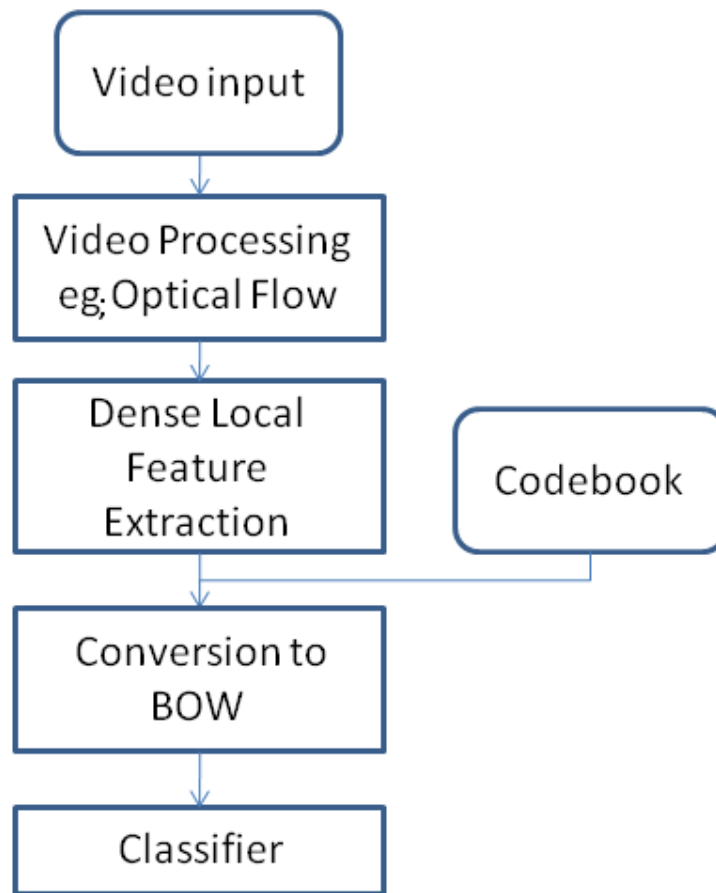 Video input
Video Processing
eg; Optical Flow
Dense Local
Feature
Extraction
Codebook
Conversion to
BOW
Classifier